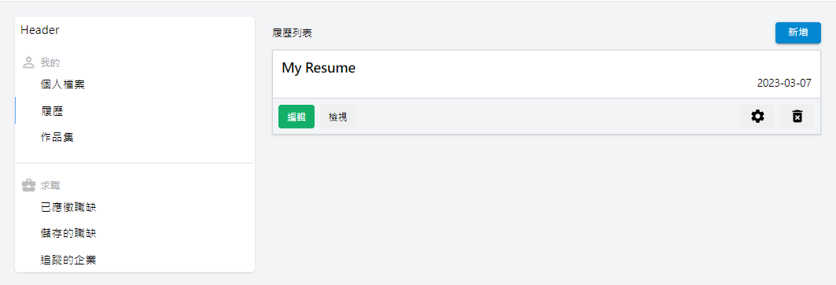 Header
我的
個人檔案
履歷
作品集
求職
已應徵職缺
儲存的職缺
追蹤的企業
履歷列表
新增
My Resume
2023-03-07
編輯
檢視